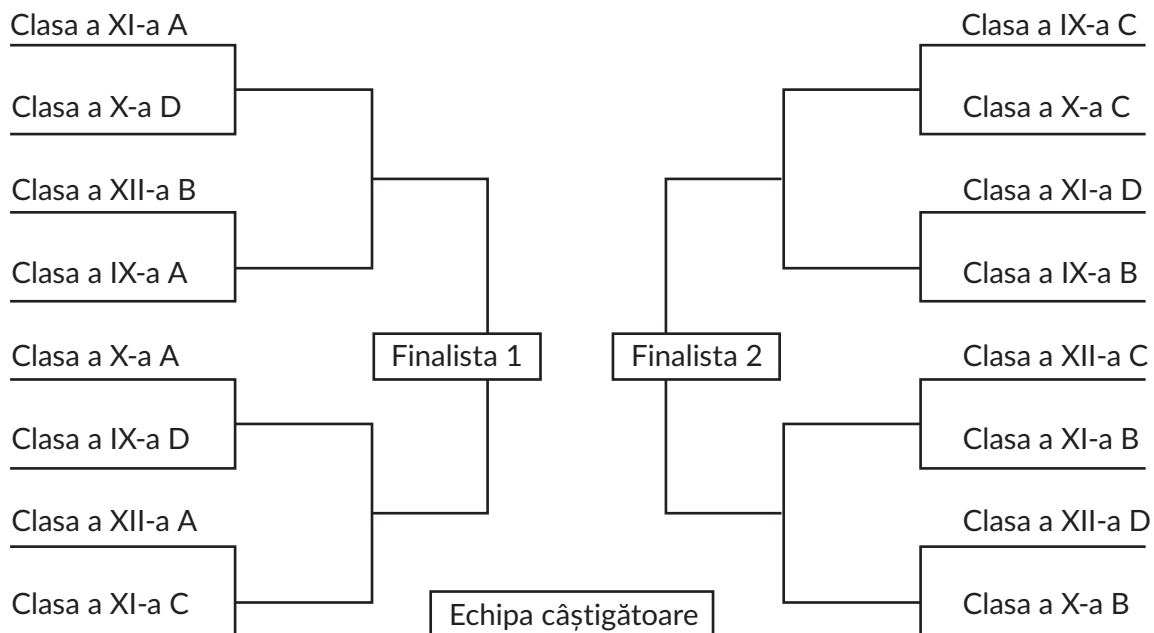 Clasa a XI-a A
Clasa a X-a D
Clasa a XII-a B
Clasa a IX-a A
Clasa a X-a A
Clasa a IX-a D
Clasa a XII-a A
Clasa a XI-a C
Finalista 1
Finalista 2
Echipa câștigătoare
Clasa a IX-a C
Clasa a X-a C
Clasa a XI-a D
Clasa a IX-a B
Clasa a XII-a C
Clasa a XI-a B
Clasa a XII-a D
Clasa a X-a B